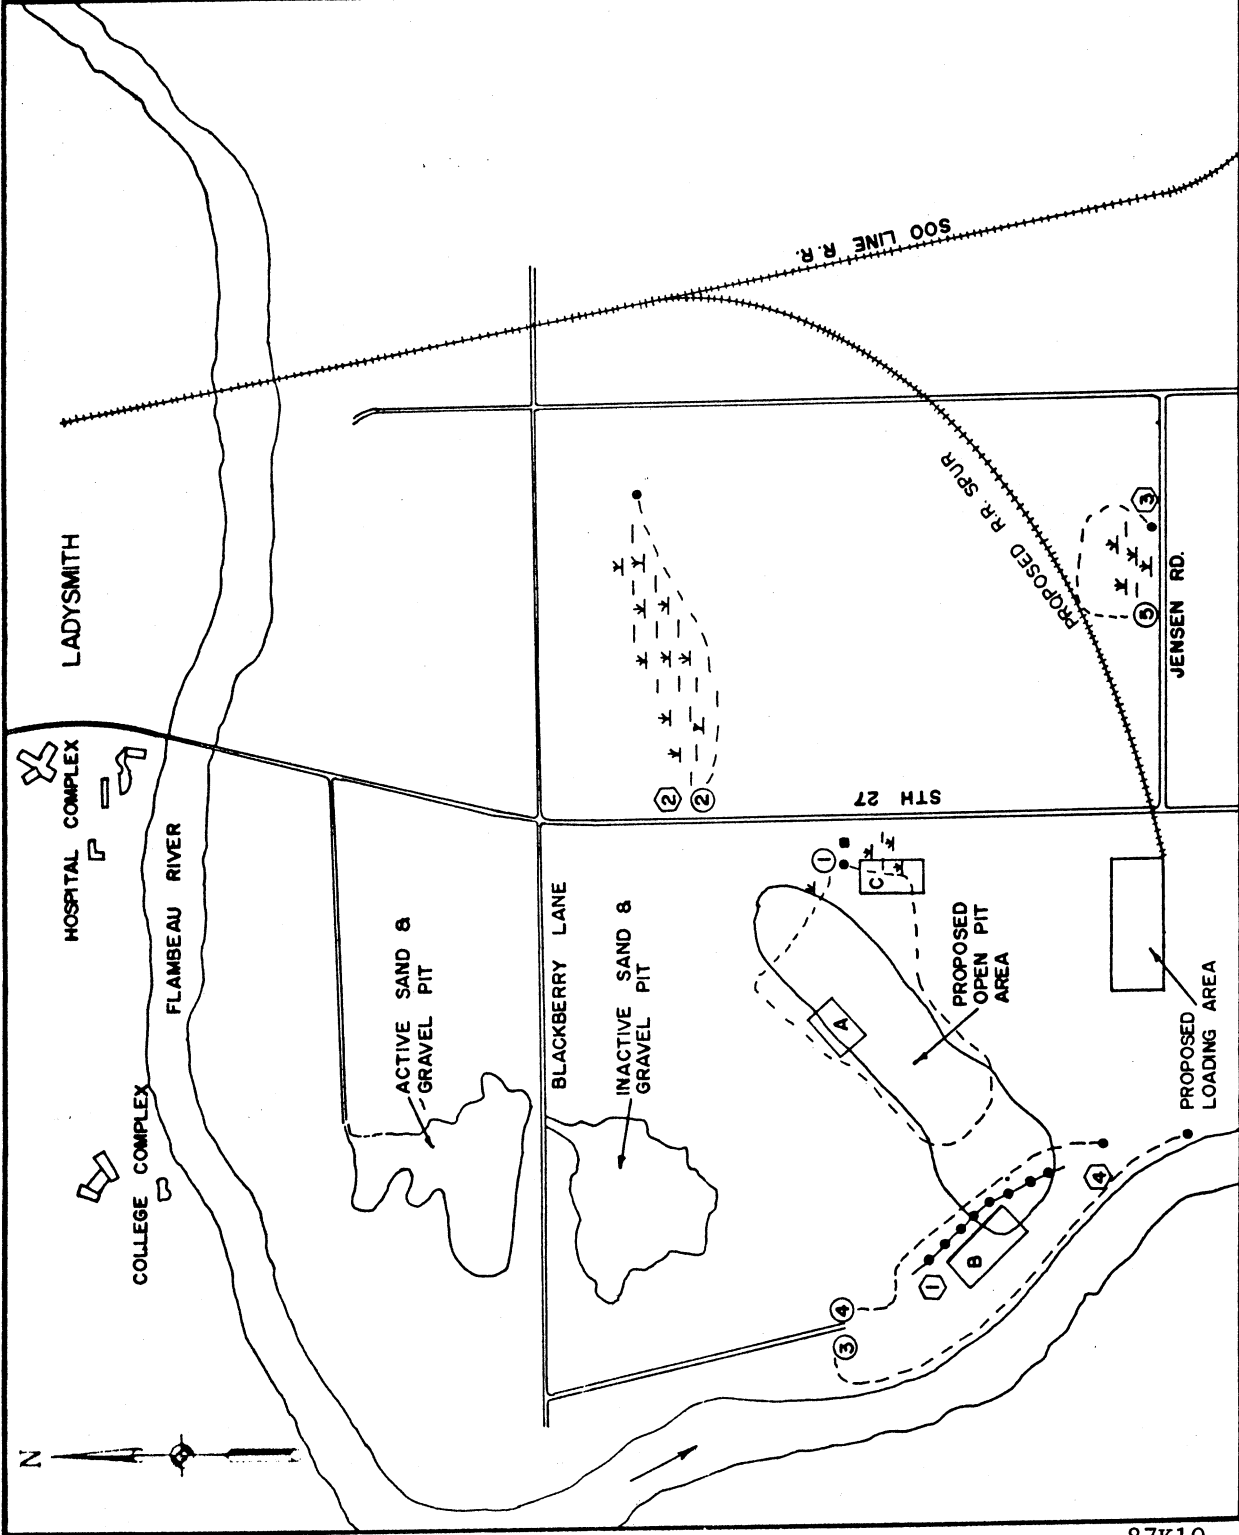 N
LADYSMITH
HOSPITAL COMPLEX
FLAMBEAU RIVER
COLLEGE COMPLEX
ACTIVE SAND &
GRAVEL PIT
BLACKBERRY LANE
INACTIVE SAND &
GRAVEL PIT
SOO LINE R.R.
PROPOSED R.R. SPUR
STH 27
JENSEN RD.
PROPOSED
OPEN PIT
AREA
PROPOSED
LOADING AREA
A
B
C
1
2
2
3
5
1
3
4
4
87K10